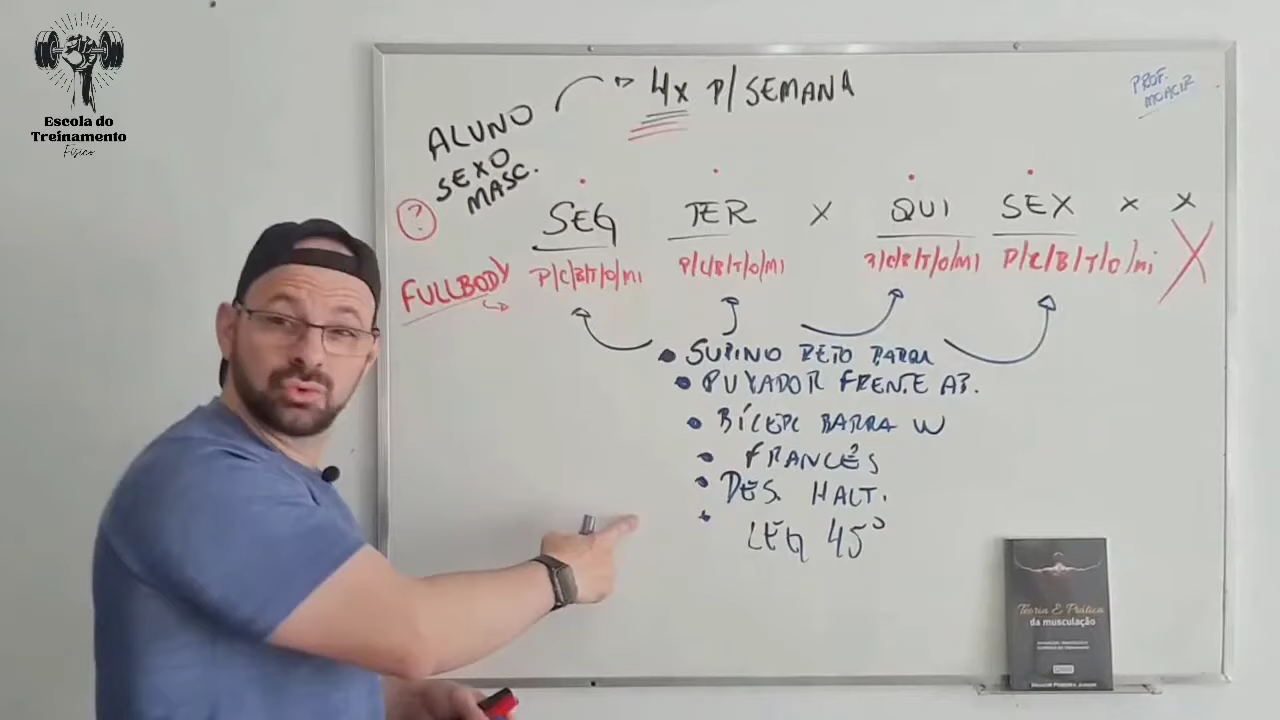 Escola do
Treinamento
Físico
PROF.
MOACIR
4x P/ SEMANA
ALUNO
SEXO
MASC.
?
SEG TER X QUI SEX X X
FULLBODY P/C/B/T/O/MI P/C/B/T/O/MI P/C/B/T/O/MI P/C/B/T/O/MI X
• SUPINO RETO BARRA
• PUXADOR FRENTE AB.
• BÍCEPS BARRA W
• FRANCÊS
• DES. HALT.
• LEG 45º
Teoria E Prática
da musculação